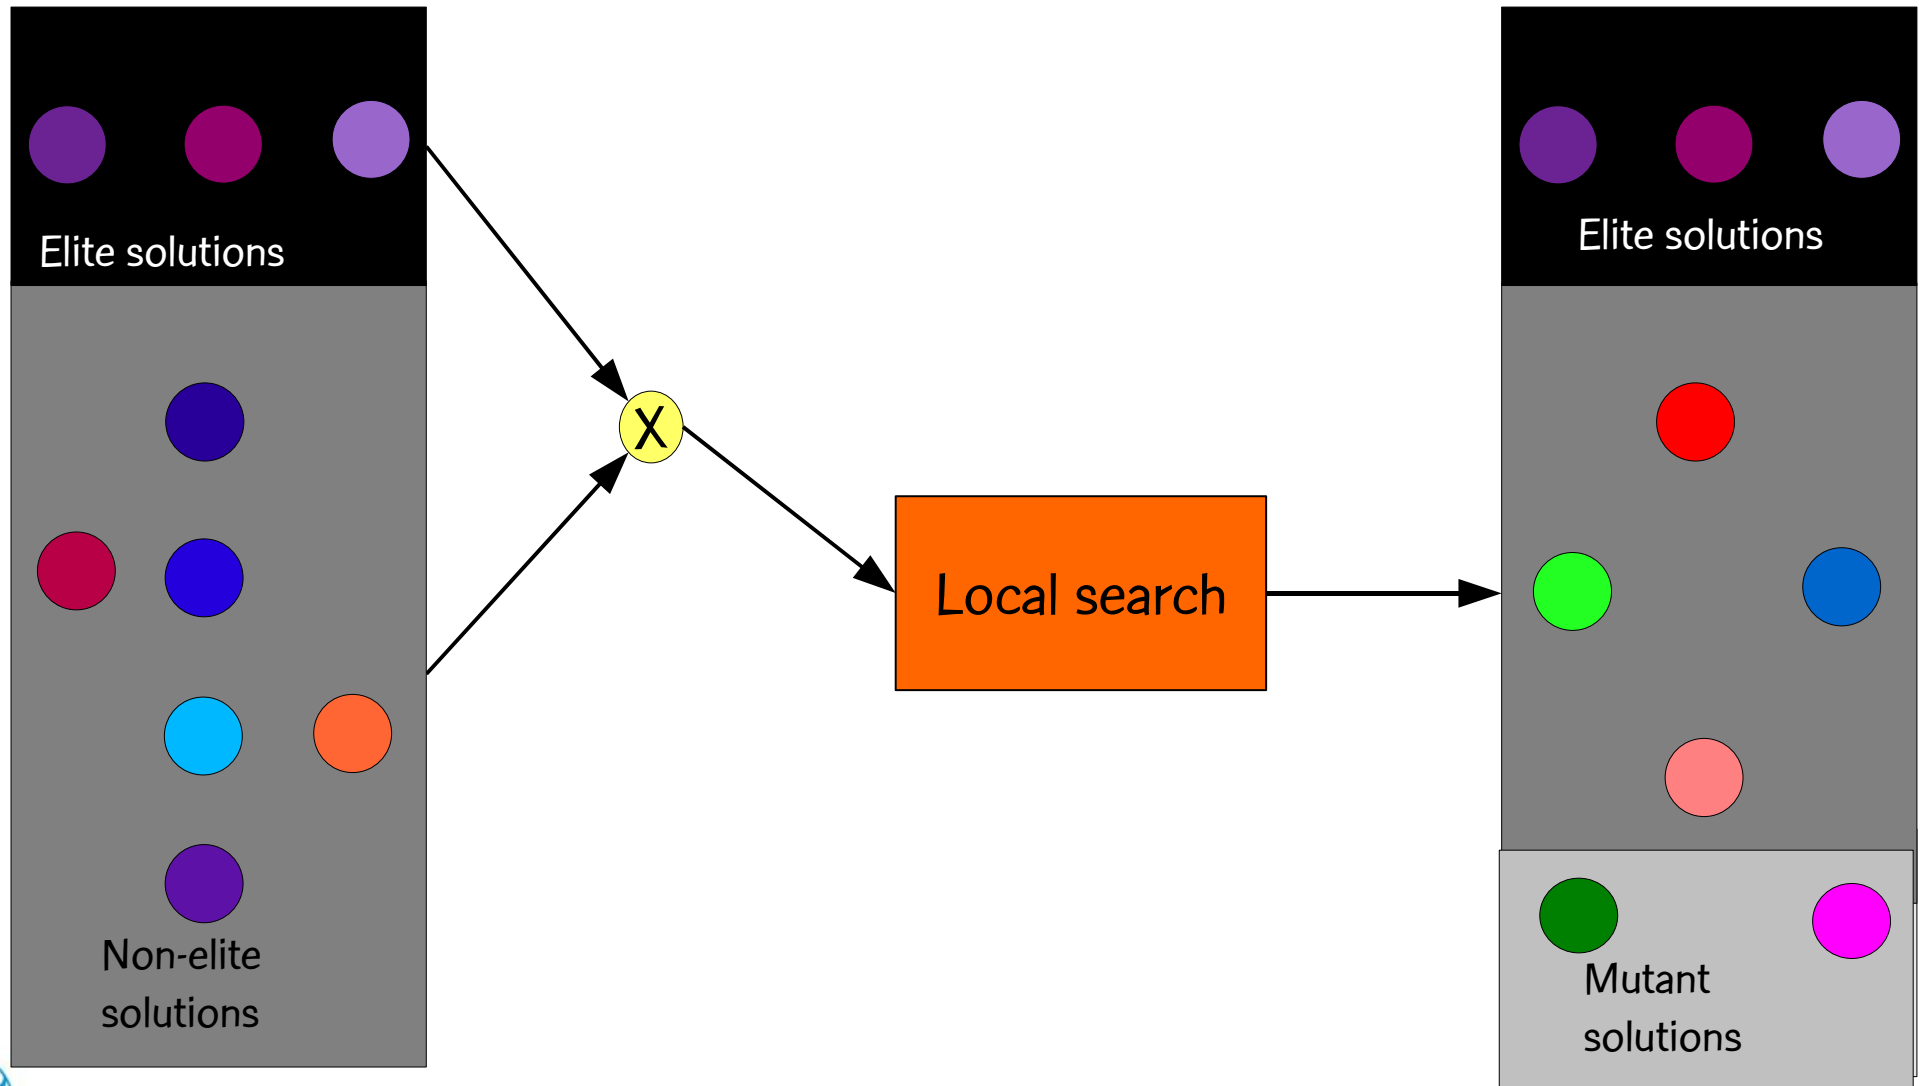 Elite solutions
Non-elite
solutions
X
Local search
Elite solutions
Mutant
solutions